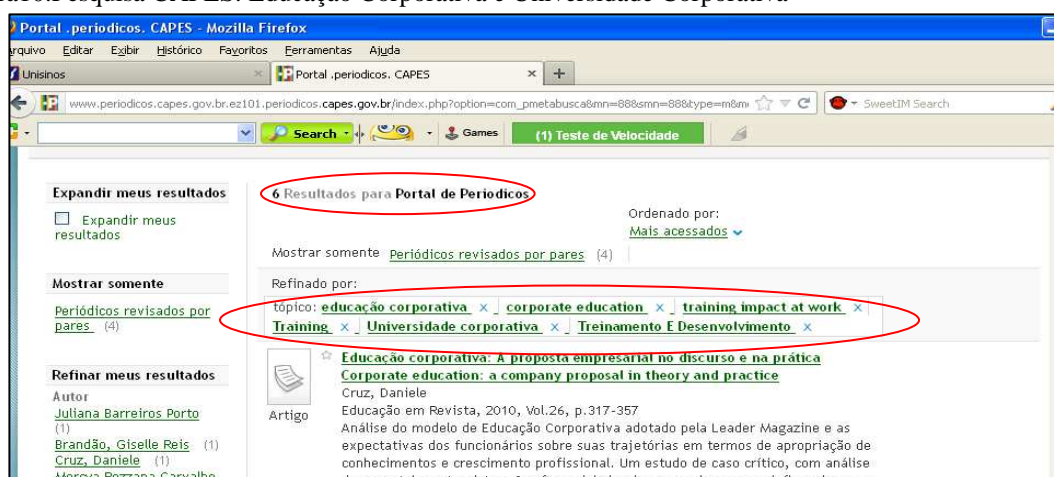 Pesquisa CAPES: Educação Corporativa e Universidade Corporativa
Portal .periodicos. CAPES - Mozilla Firefox
Editar Exibir Histórico Favoritos Ferramentas Ajuda
Unisinos × Portal .periodicos. CAPES × +
www.periodicos.capes.gov.br.ez101.periodicos.capes.gov.br/index.php?option=com_pmetabusca&mn=88&smn=88&type=m&m SweetIM Search
Search Games (1) Teste de Velocidade
Expandir meus resultados
Expandir meus
resultados
Mostrar somente
Periódicos revisados por
pares (4)
Refinar meus resultados
Autor
Juliana Barreiros Porto
(1)
Brandão, Giselle Reis (1)
Cruz, Daniele (1)
6 Resultados para Portal de Periodicos
Ordenado por:
Mais acessados
Mostrar somente Periódicos revisados por pares (4)
Refinado por:
tópico: educação corporativa × corporate education × training impact at work ×
Training × Universidade corporativa × Treinamento E Desenvolvimento ×
Educação corporativa: A proposta empresarial no discurso e na prática
Corporate education: a company proposal in theory and practice
Cruz, Daniele
Artigo
Educação em Revista, 2010, Vol.26, p.317-357
Análise do modelo de Educação Corporativa adotado pela Leader Magazine e as
expectativas dos funcionários sobre suas trajetórias em termos de apropriação de
conhecimentos e crescimento profissional. Um estudo de caso crítico, com análise